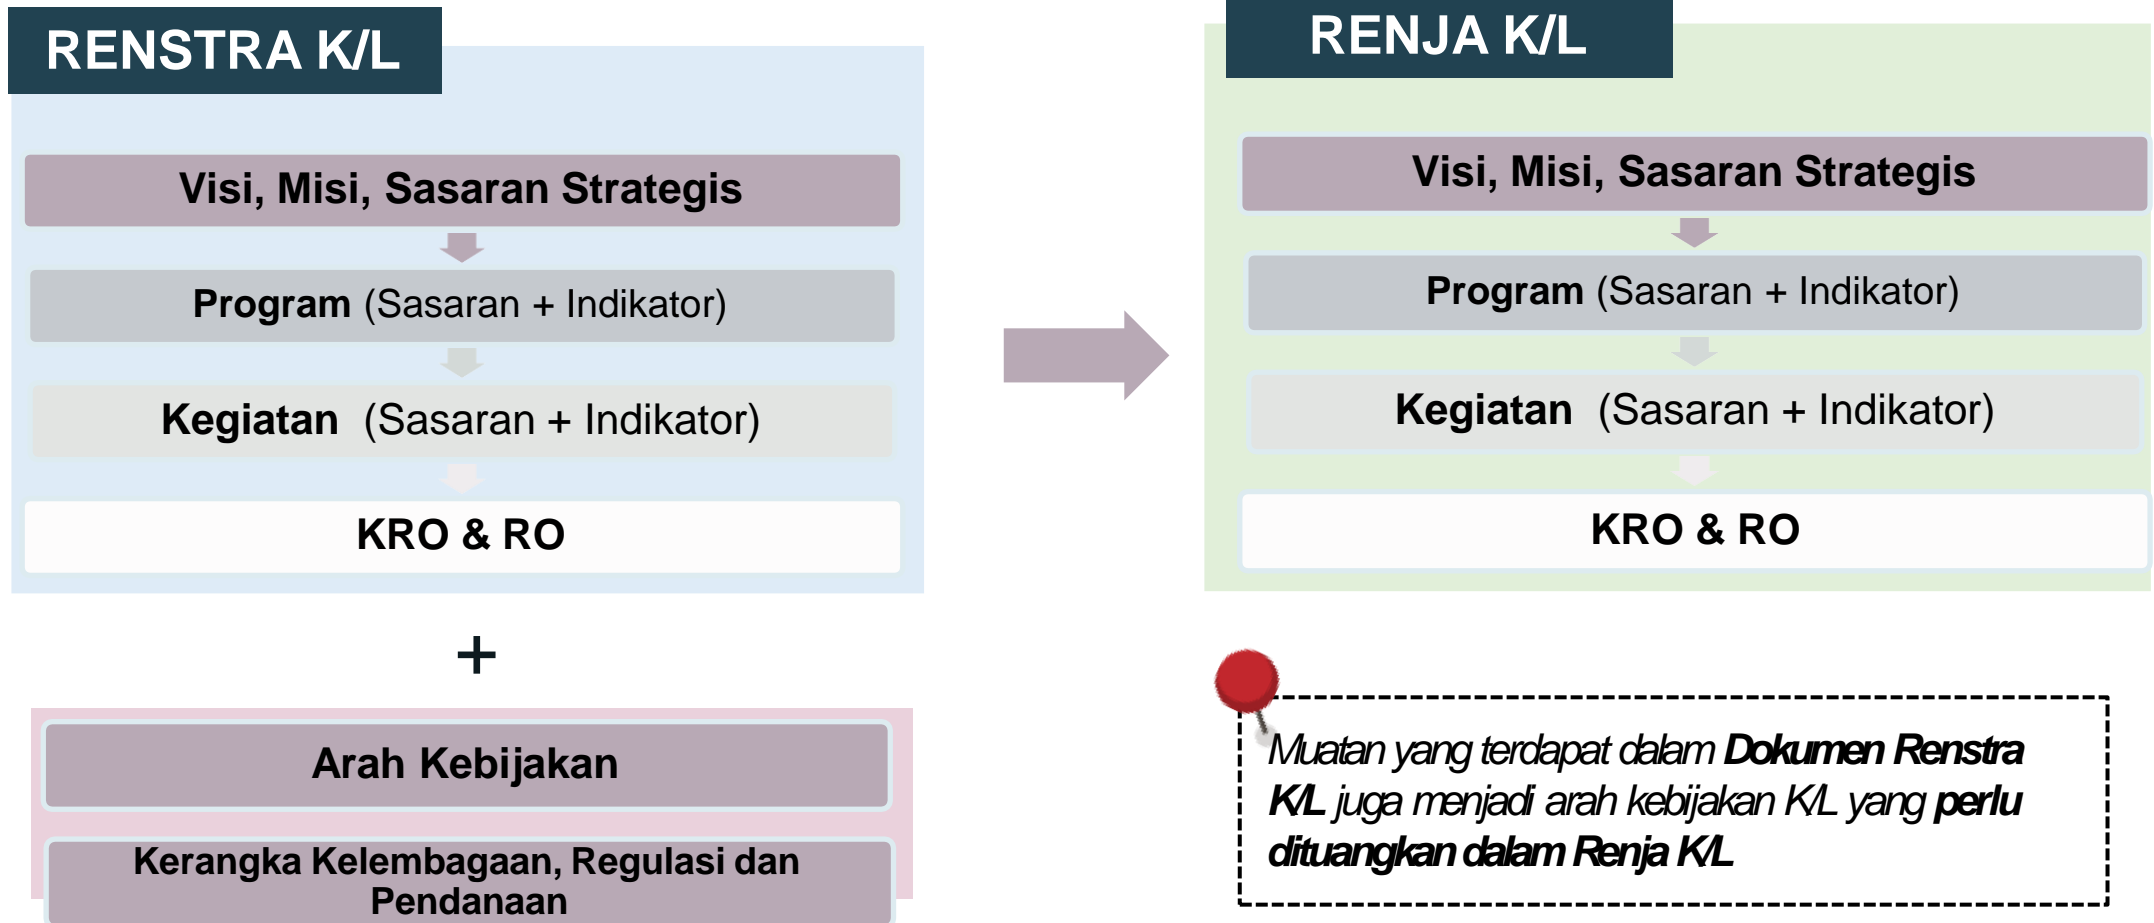 RENSTRA K/L
Visi, Misi, Sasaran Strategis
Program (Sasaran + Indikator)
Kegiatan (Sasaran + Indikator)
KRO & RO
+
Arah Kebijakan
Kerangka Kelembagaan, Regulasi dan
Pendanaan
RENJA K/L
Visi, Misi, Sasaran Strategis
Program (Sasaran + Indikator)
Kegiatan (Sasaran + Indikator)
KRO & RO
Muatan yang terdapat dalam Dokumen Renstra
K/L juga menjadi arah kebijakan K/L yang perlu
dituangkan dalam Renja K/L